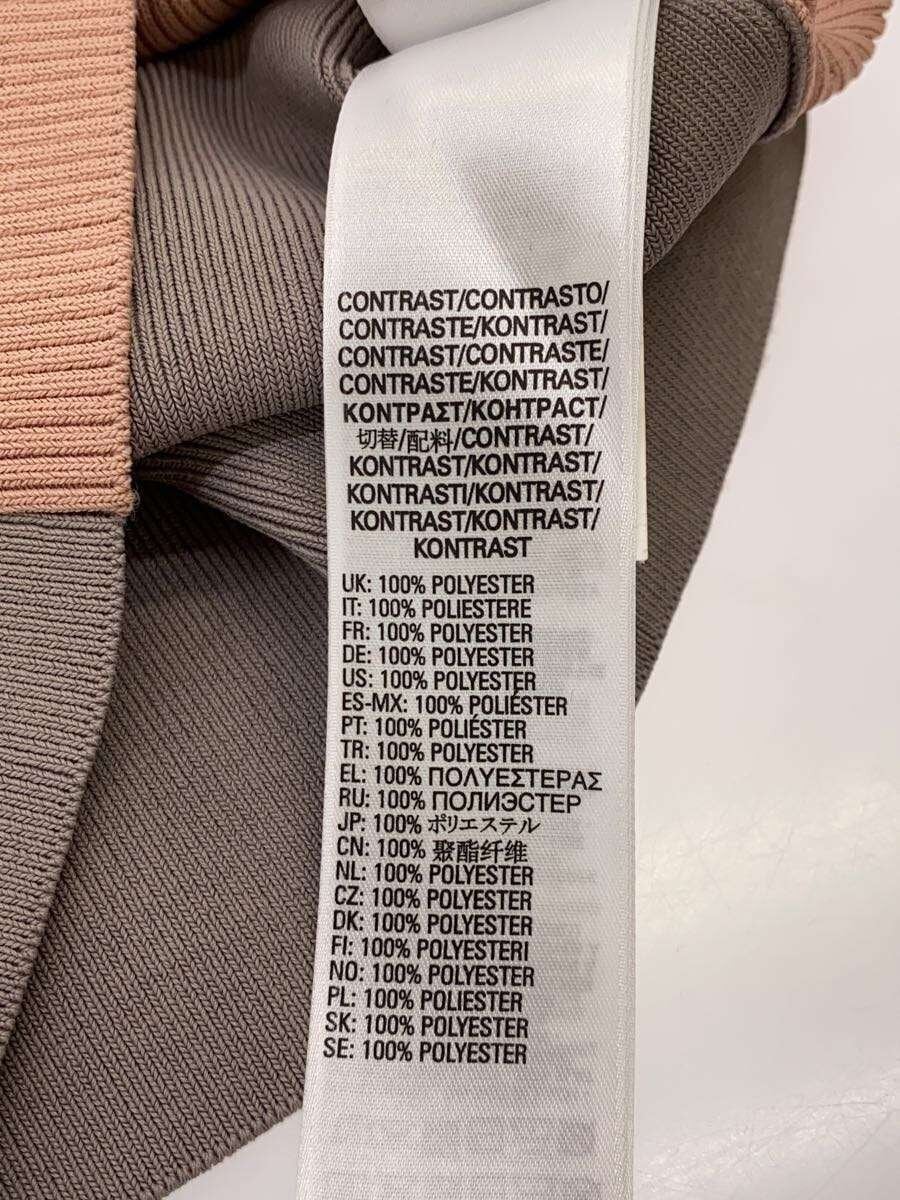 CONTRAST/CONTRASTO/
CONTRASTE/KONTRAST/
CONTRAST/CONTRASTE/
CONTRASTE/KONTRAST/
ΚΟΝΤΡΑΣΤ/КОНТРАСТ/
切替/配料/CONTRAST/
KONTRAST/KONTRAST/
KONTRASTI/KONTRAST/
KONTRAST/KONTRAST/
KONTRAST
UK: 100% POLYESTER
IT: 100% POLIESTERE
FR: 100% POLYESTER
DE: 100% POLYESTER
US: 100% POLYESTER
ES-MX: 100% POLIÉSTER
PT: 100% POLIÉSTER
TR: 100% POLYESTER
EL: 100% ΠΟΛΥΕΣΤΕΡΑΣ
RU: 100% ПОЛИЭСТЕР
JP: 100% ポリエステル
CN: 100% 聚酯纤维
NL: 100% POLYESTER
CZ: 100% POLYESTER
DK: 100% POLYESTER
FI: 100% POLYESTERI
NO: 100% POLYESTER
PL: 100% POLIESTER
SK: 100% POLYESTER
SE: 100% POLYESTER